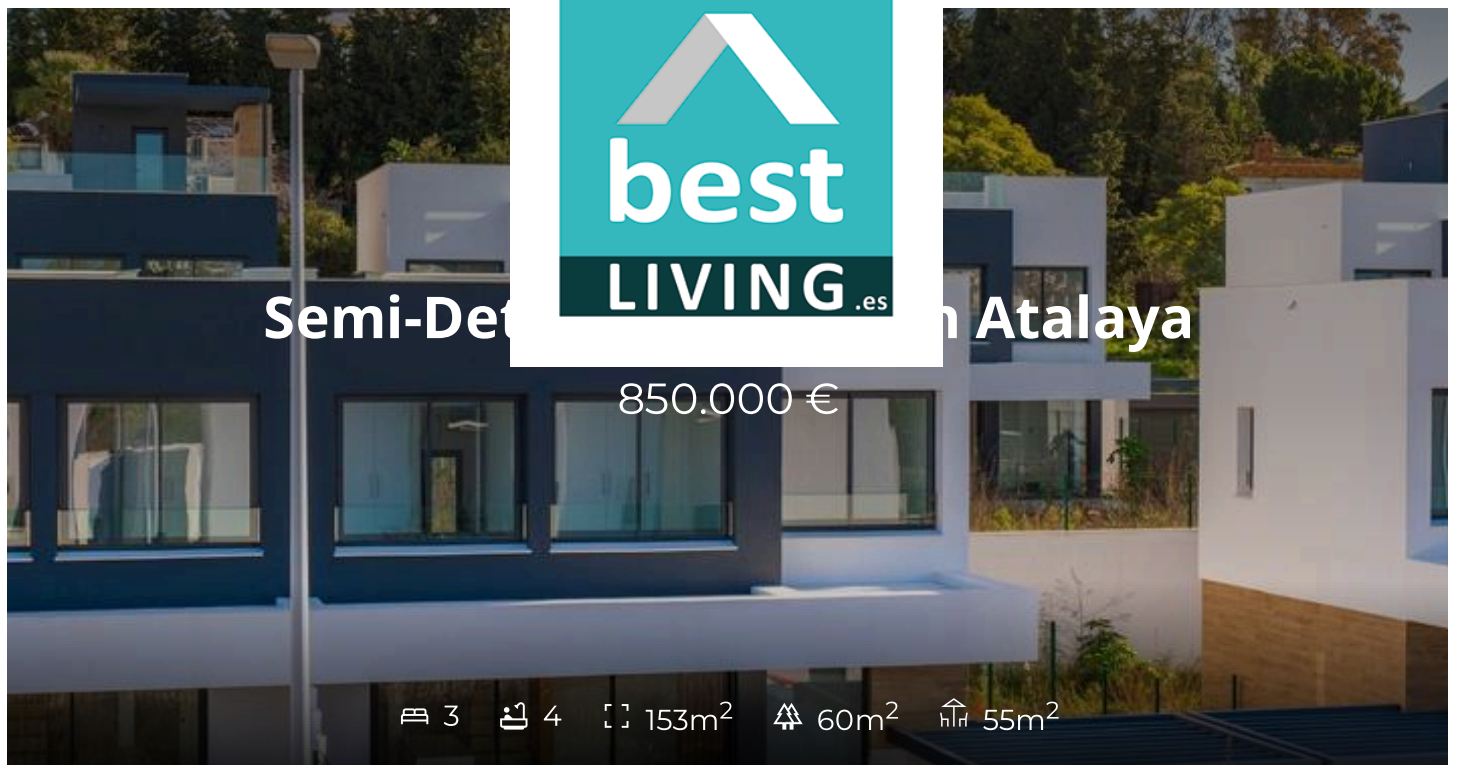 best
LIVING.es
Semi-Det Atalaya
850.000 €
3 4 153m² 60m² 55m²